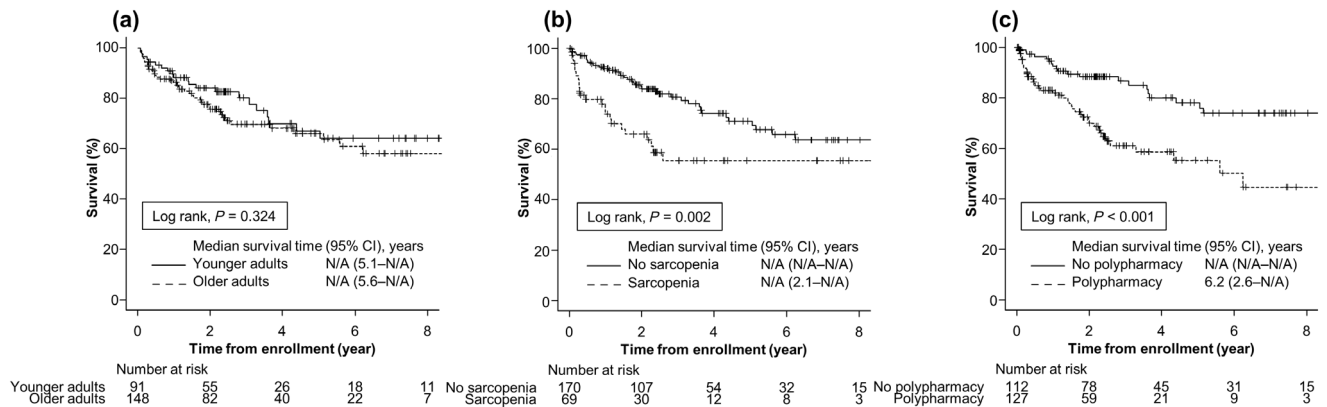 (a)
Survival (%)
100
80
60
40
20
0
Log rank, P = 0.324
Median survival time (95% CI), years
Younger adults N/A (5.1–N/A)
Older adults N/A (5.6–N/A)
0 2 4 6 8
Time from enrollment (year)
Number at risk
Younger adults 91 55 26 18 11
Older adults 148 82 40 22 7
(b)
Survival (%)
100
80
60
40
20
0
Log rank, P = 0.002
Median survival time (95% CI), years
No sarcopenia N/A (N/A–N/A)
Sarcopenia N/A (2.1–N/A)
0 2 4 6 8
Time from enrollment (year)
Number at risk
No sarcopenia 170 107 54 32 15
Sarcopenia 69 30 12 8 3
(c)
Survival (%)
100
80
60
40
20
0
Log rank, P < 0.001
Median survival time (95% CI), years
No polypharmacy N/A (N/A–N/A)
Polypharmacy 6.2 (2.6–N/A)
0 2 4 6 8
Time from enrollment (year)
Number at risk
No polypharmacy 112 78 45 31 15
Polypharmacy 127 59 21 9 3